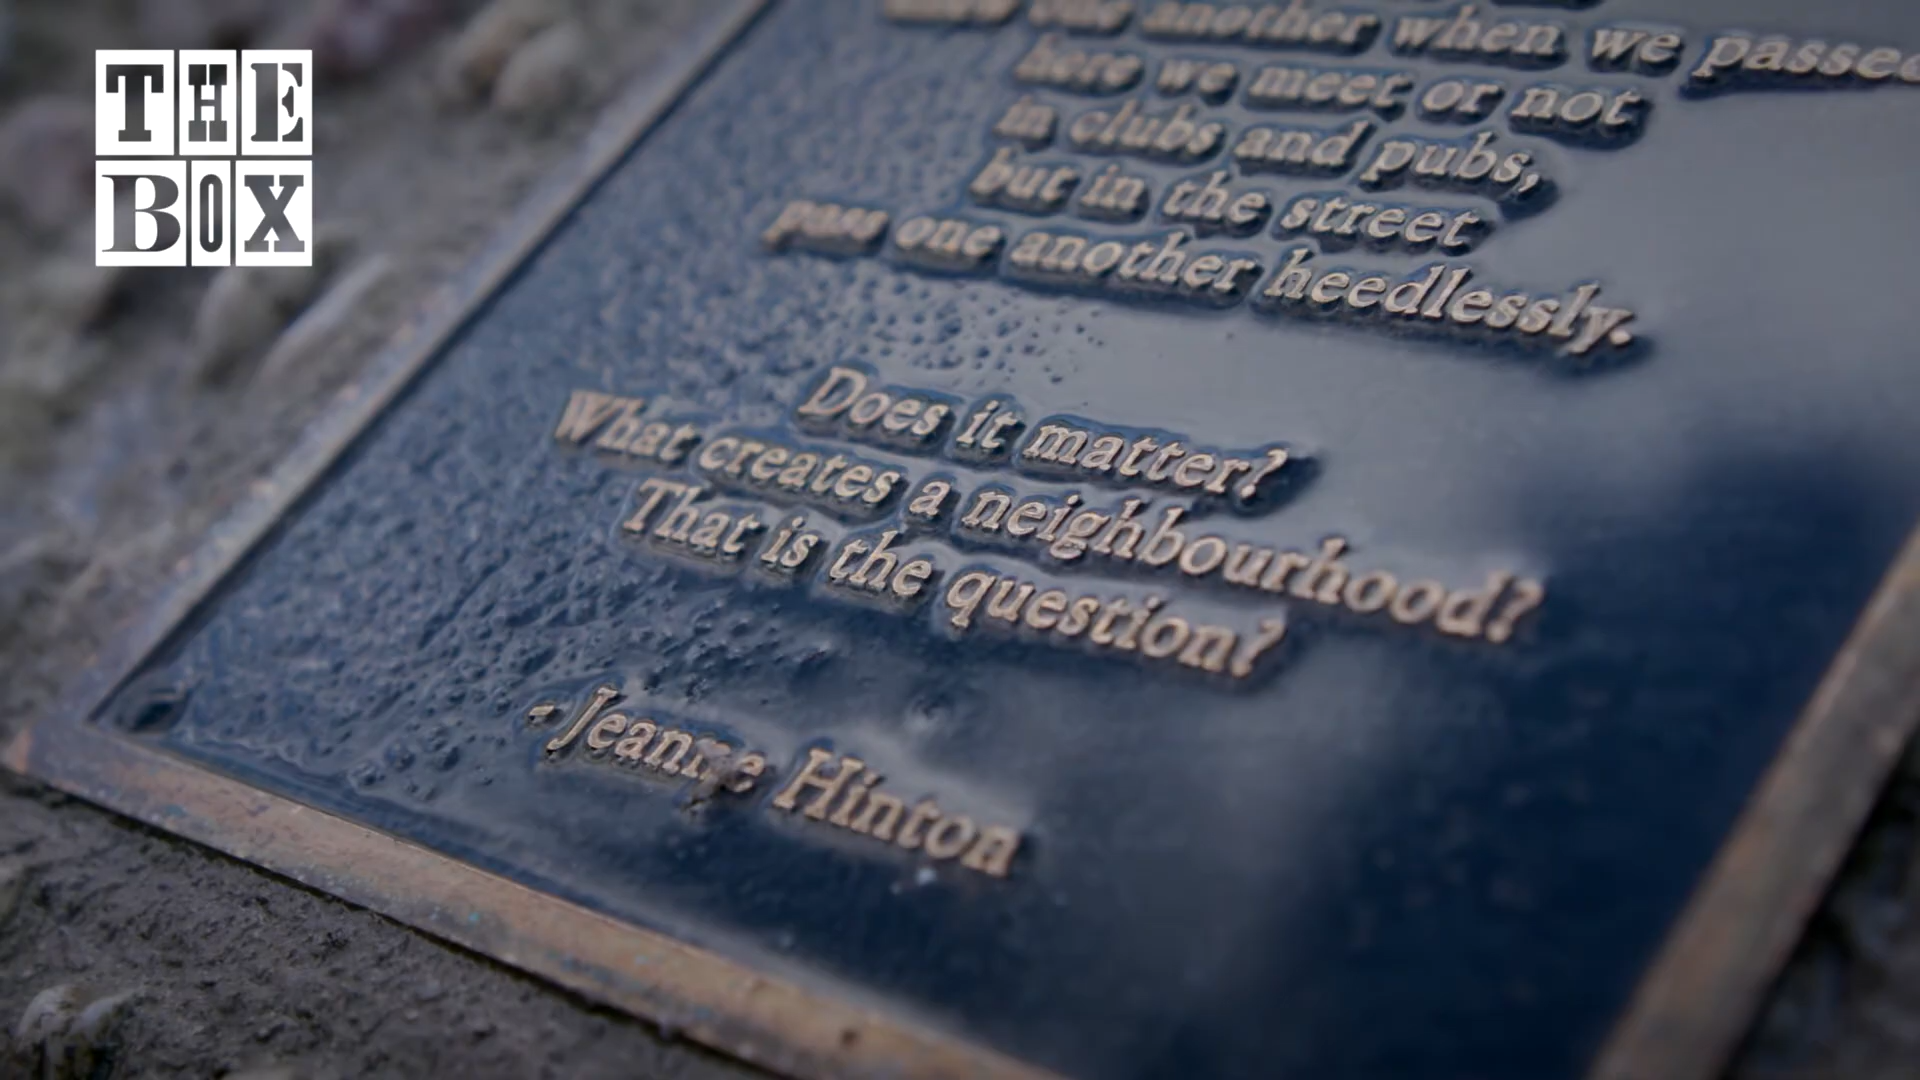 THE
BOX
one another when we passed
here we meet or not
in clubs and pubs,
but in the street
pass one another heedlessly.
Does it matter?
What creates a neighbourhood?
That is the question?
- Jeanne Hinton